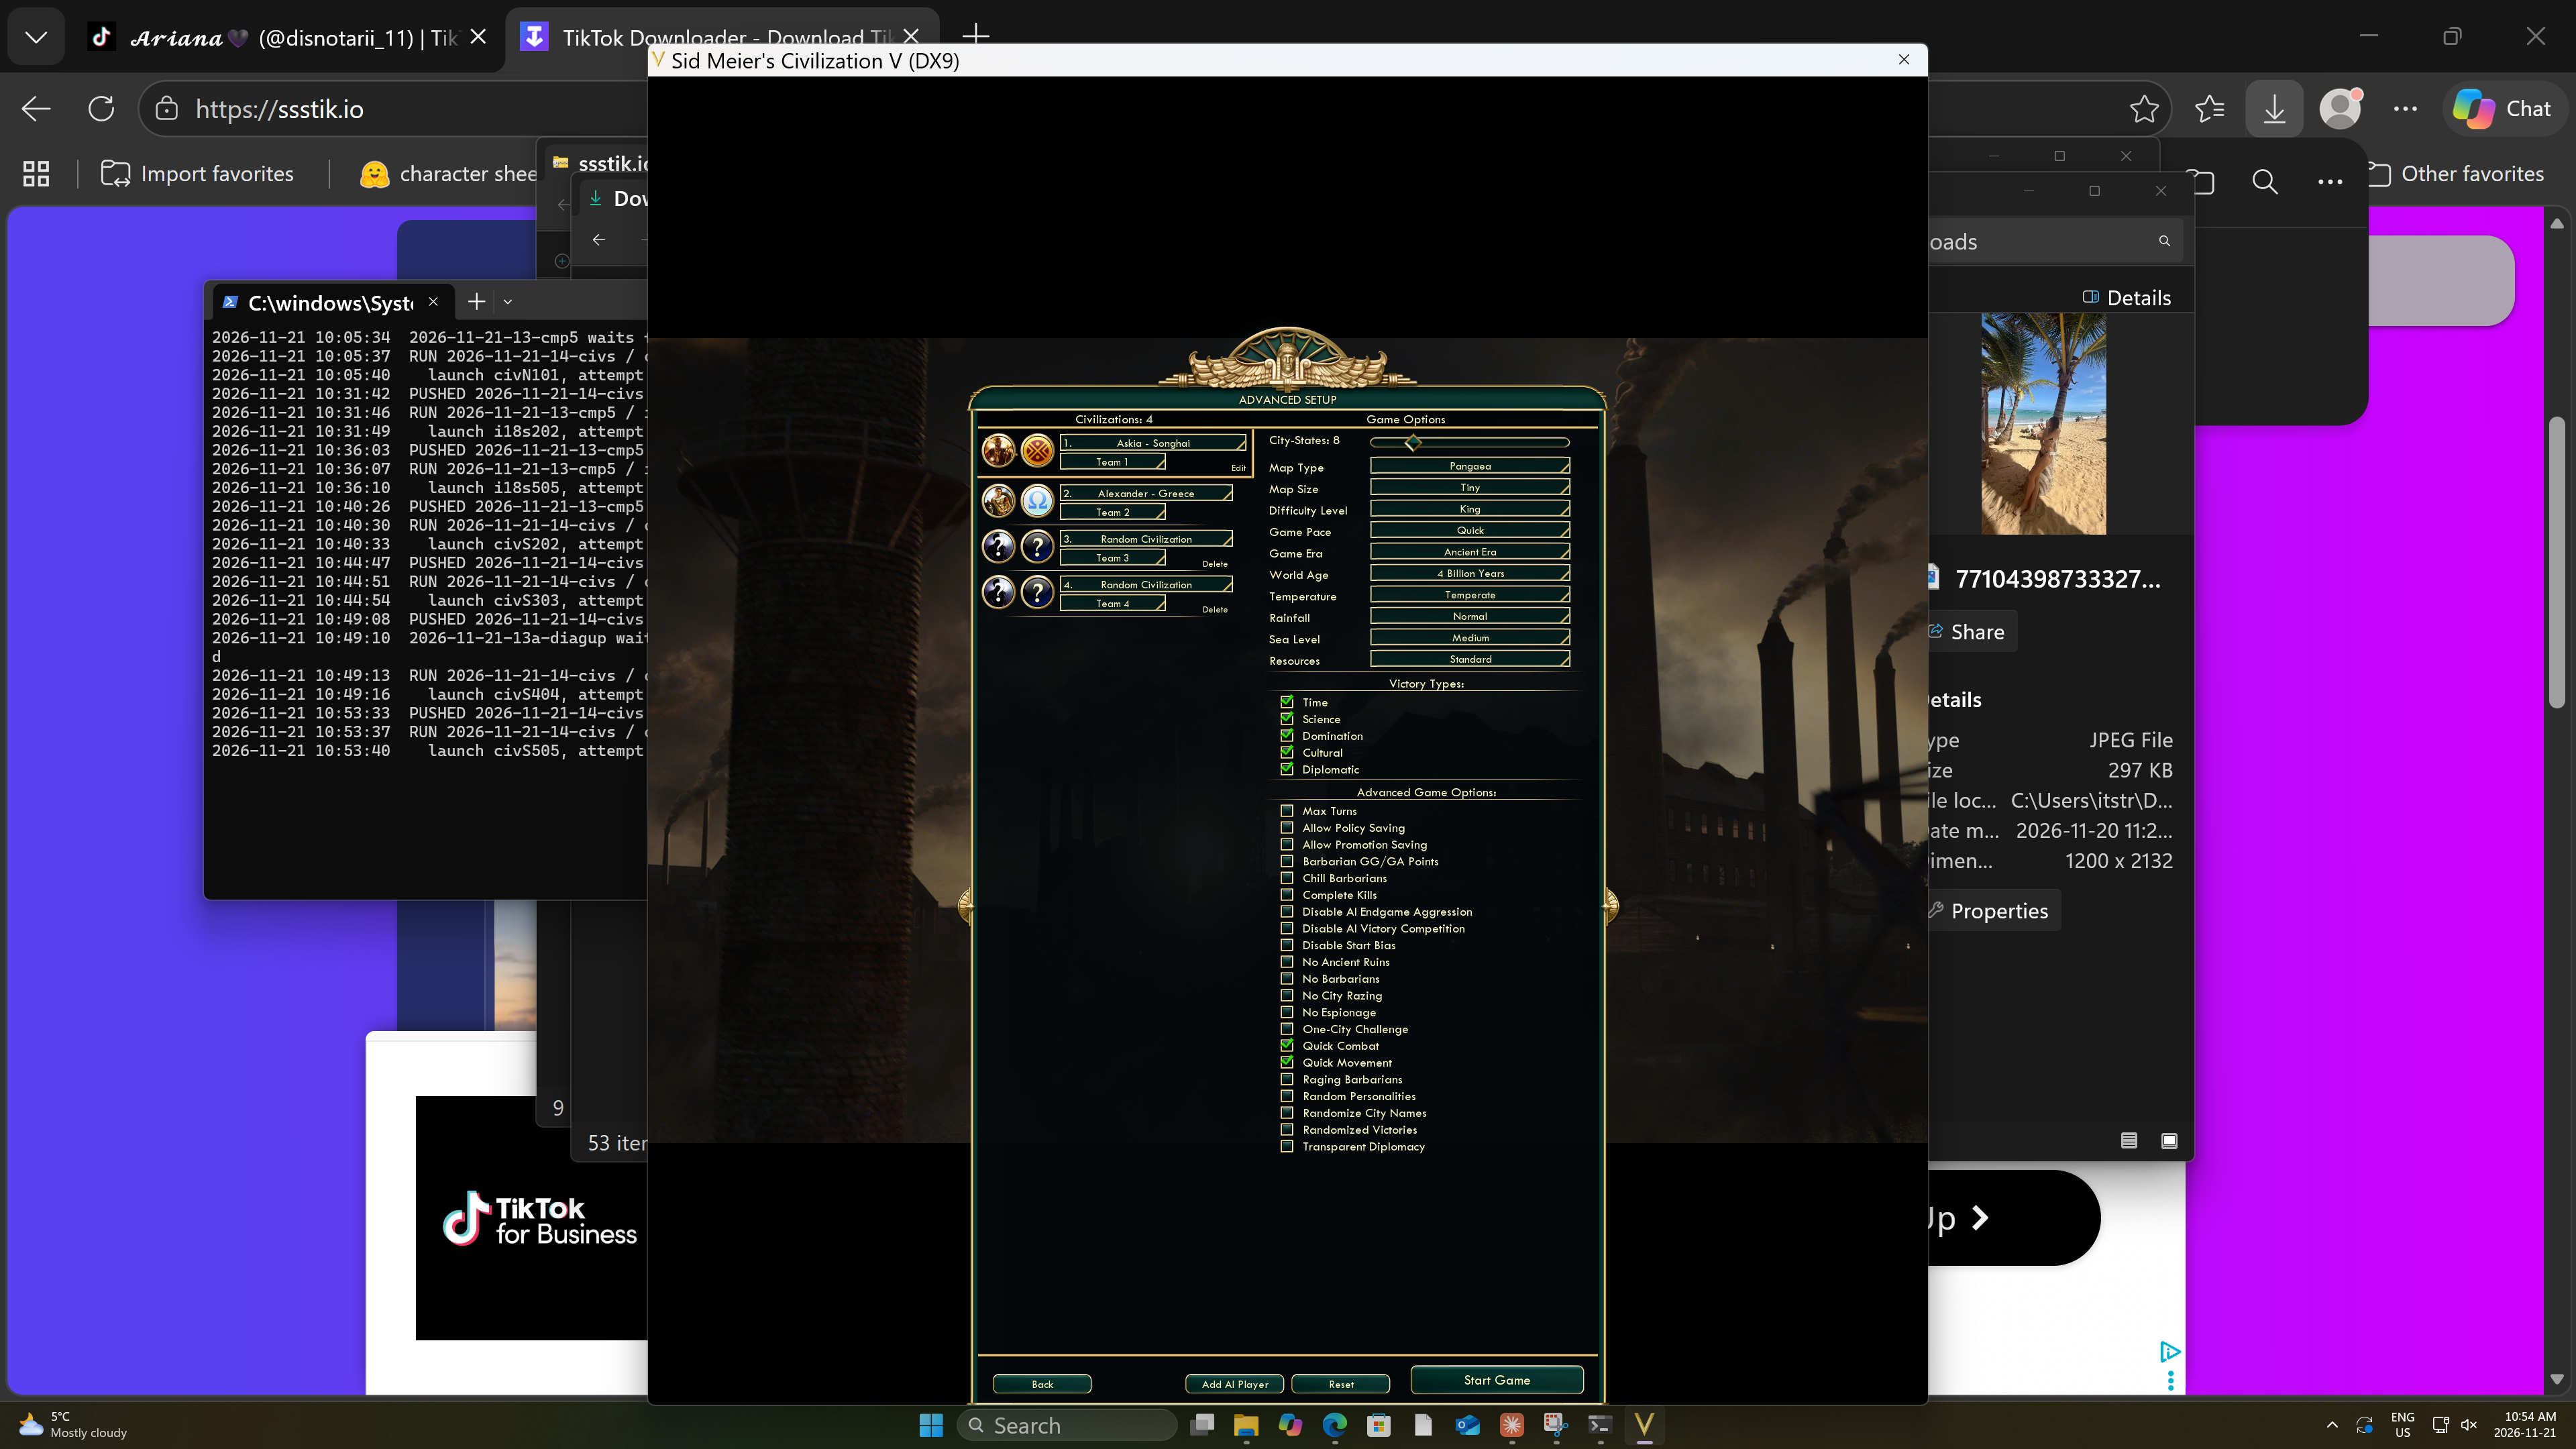 𝓐𝓻𝓲𝓪𝓷𝓪🖤 (@disnotarii_11) | Tik
TikTok Downloader - Download Tik
https://ssstik.io
Chat
Import favorites
character shee
Other favorites
ssstik.io
Dow
oads
Details
C:\windows\Syst
2026-11-21 10:05:34 2026-11-21-13-cmp5 waits
2026-11-21 10:05:37 RUN 2026-11-21-14-civs /
2026-11-21 10:05:40 launch civN101, attempt
2026-11-21 10:31:42 PUSHED 2026-11-21-14-civs
2026-11-21 10:31:46 RUN 2026-11-21-13-cmp5 /
2026-11-21 10:31:49 launch i18s202, attempt
2026-11-21 10:36:03 PUSHED 2026-11-21-13-cmp5
2026-11-21 10:36:07 RUN 2026-11-21-13-cmp5 /
2026-11-21 10:36:10 launch i18s505, attempt
2026-11-21 10:40:26 PUSHED 2026-11-21-13-cmp5
2026-11-21 10:40:30 RUN 2026-11-21-14-civs /
2026-11-21 10:40:33 launch civS202, attempt
2026-11-21 10:44:47 PUSHED 2026-11-21-14-civs
2026-11-21 10:44:51 RUN 2026-11-21-14-civs /
2026-11-21 10:44:54 launch civS303, attempt
2026-11-21 10:49:08 PUSHED 2026-11-21-14-civs
2026-11-21 10:49:10 2026-11-21-13a-diagup wait
d
2026-11-21 10:49:13 RUN 2026-11-21-14-civs /
2026-11-21 10:49:16 launch civS404, attempt
2026-11-21 10:53:33 PUSHED 2026-11-21-14-civs
2026-11-21 10:53:37 RUN 2026-11-21-14-civs /
2026-11-21 10:53:40 launch civS505, attempt
9
53 iter
TikTok
for Business
Sid Meier's Civilization V (DX9)
ADVANCED SETUP
Civilizations: 4
1. Askia - Songhai
Team 1
Edit
2. Alexander - Greece
Team 2
3. Random Civilization
Team 3
Delete
4. Random Civilization
Team 4
Delete
Game Options
City-States: 8
Map Type Pangaea
Map Size Tiny
Difficulty Level King
Game Pace Quick
Game Era Ancient Era
World Age 4 Billion Years
Temperature Temperate
Rainfall Normal
Sea Level Medium
Resources Standard
Victory Types:
Time
Science
Domination
Cultural
Diplomatic
Advanced Game Options:
Max Turns
Allow Policy Saving
Allow Promotion Saving
Barbarian GG/GA Points
Chill Barbarians
Complete Kills
Disable AI Endgame Aggression
Disable AI Victory Competition
Disable Start Bias
No Ancient Ruins
No Barbarians
No City Razing
No Espionage
One-City Challenge
Quick Combat
Quick Movement
Raging Barbarians
Random Personalities
Randomize City Names
Randomized Victories
Transparent Diplomacy
Back
Add AI Player
Reset
Start Game
77104398733327...
Share
etails
ype JPEG File
ize 297 KB
ile loc... C:\Users\itstr\D...
ate m... 2026-11-20 11:2...
imen... 1200 x 2132
Properties
Up
5°C
Mostly cloudy
Search
ENG
US
10:54 AM
2026-11-21